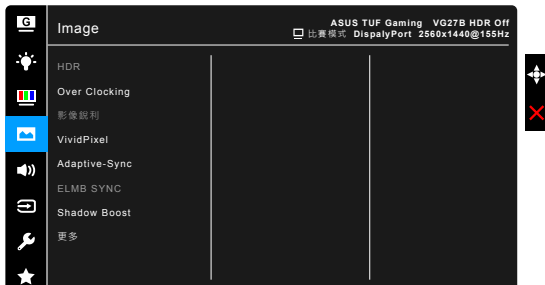 G
Image
ASUS TUF Gaming VG27B HDR Off
比賽模式 DispalyPort 2560x1440@155Hz
HDR
Over Clocking
影像銳利
VividPixel
Adaptive-Sync
ELMB SYNC
Shadow Boost
更多